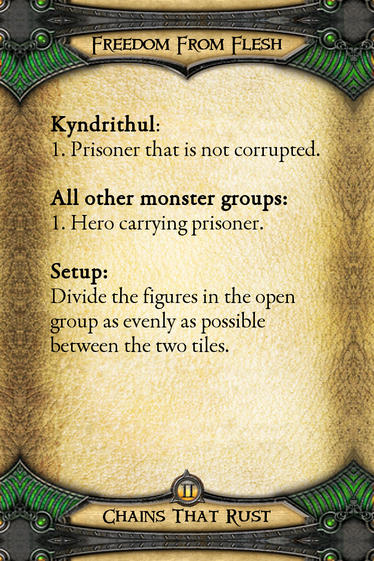 Freedom From Flesh
Kyndrithul:
1. Prisoner that is not corrupted.
All other monster groups:
1. Hero carrying prisoner.
Setup:
Divide the figures in the open
group as evenly as possible
between the two tiles.
II
Chains That Rust